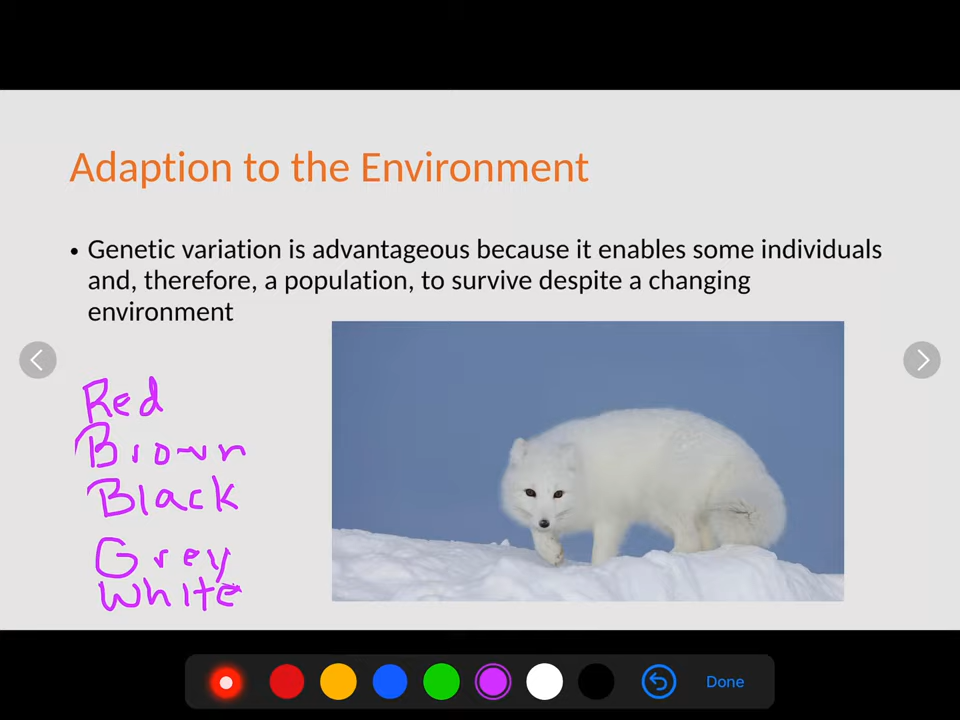 Adaption to the Environment
• Genetic variation is advantageous because it enables some individuals
and, therefore, a population, to survive despite a changing
environment
Red
Brown
Black
Grey
White
Done